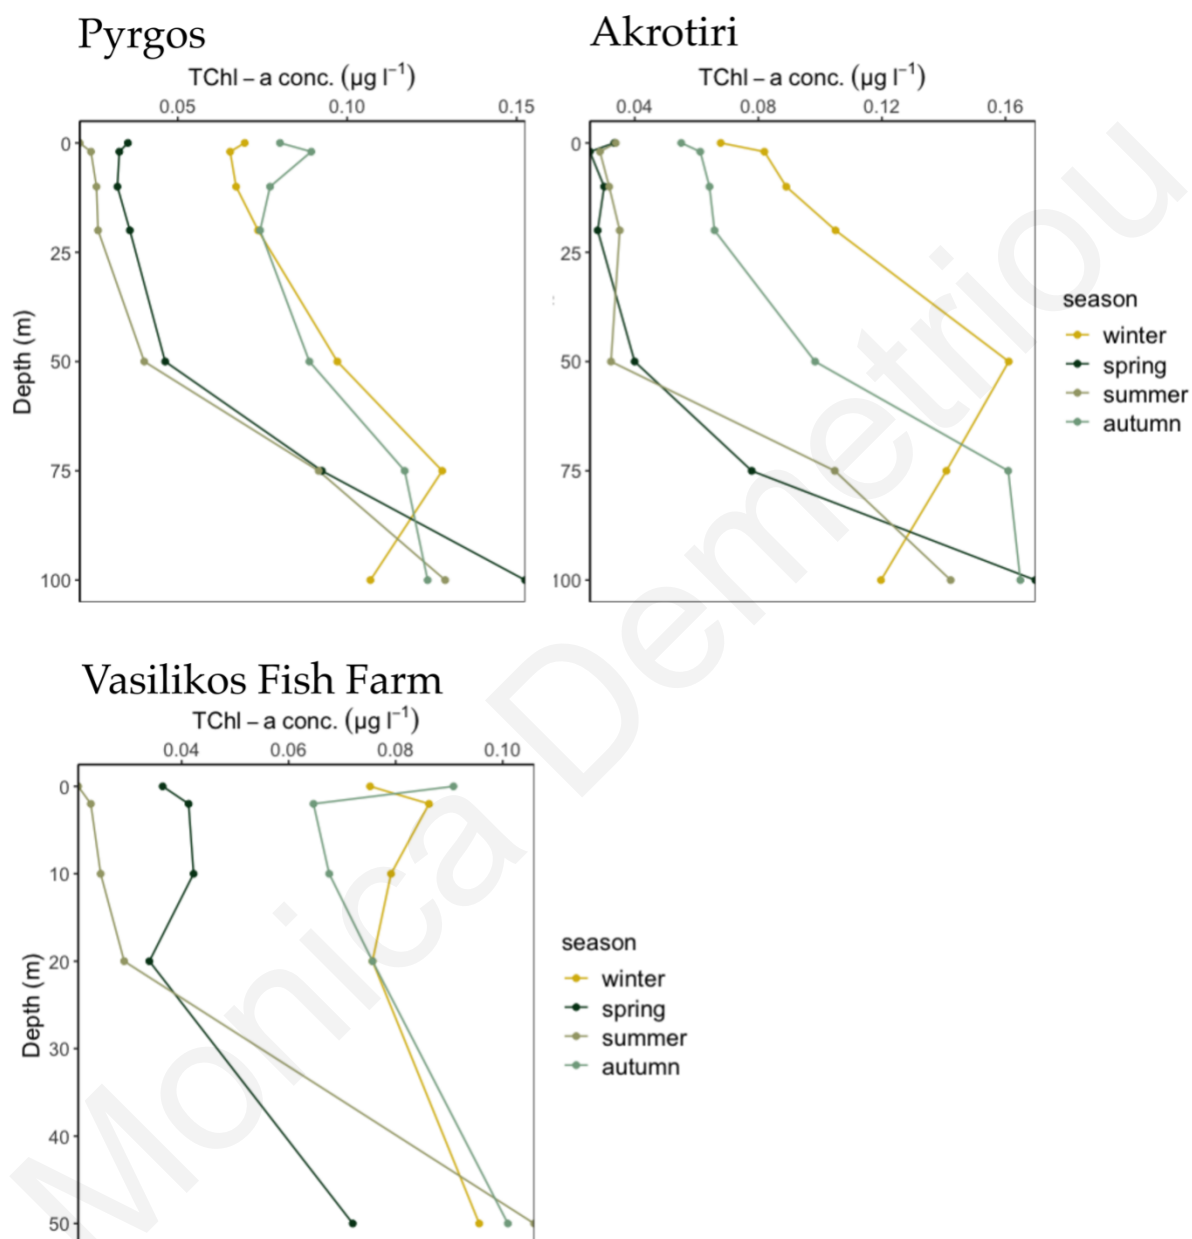 Pyrgos
TChl – a conc. (µg l⁻¹)
0.05 0.10 0.15
Depth (m)
0
25
50
75
100
Akrotiri
TChl – a conc. (µg l⁻¹)
0.04 0.08 0.12 0.16
0
25
50
75
100
season
winter
spring
summer
autumn
Vasilikos Fish Farm
TChl – a conc. (µg l⁻¹)
0.04 0.06 0.08 0.10
Depth (m)
0
10
20
30
40
50
season
winter
spring
summer
autumn
Monica Demetriou